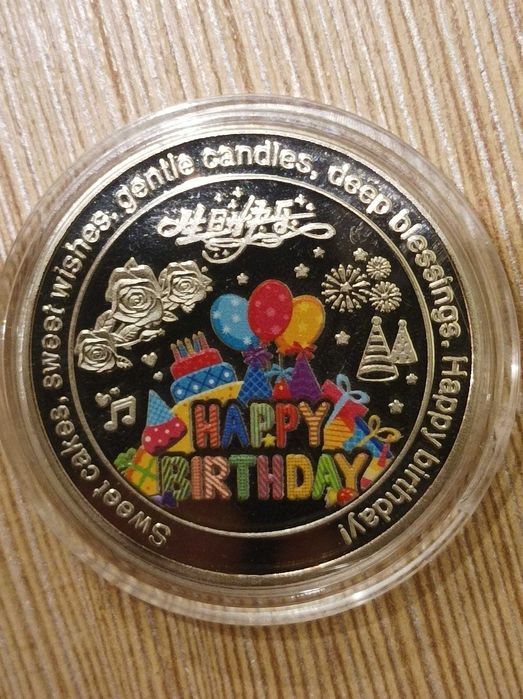 Sweet cakes, sweet wishes, gentle candles, deep blessings. Happy birthday!
生日快乐
HAPPY
BIRTHDAY